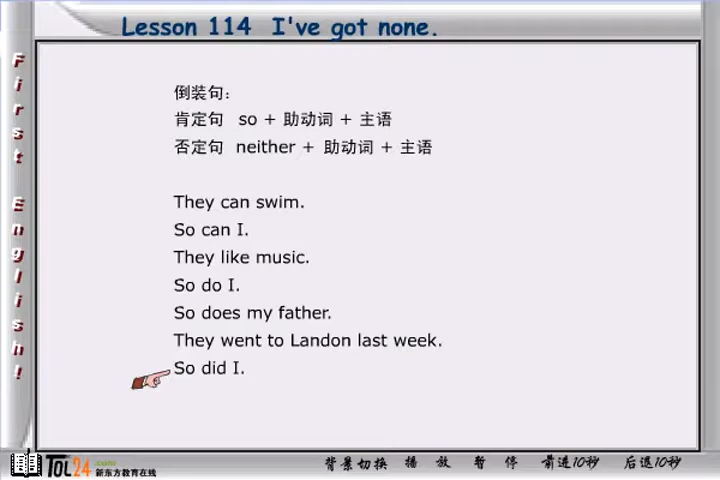 Lesson 114 I've got none.
First English!
倒装句：
肯定句 so + 助动词 + 主语
否定句 neither + 助动词 + 主语
They can swim.
So can I.
They like music.
So do I.
So does my father.
They went to Landon last week.
So did I.
TOL24.com
新东方教育在线
背景切换 播放 暂停 前进10秒 后退10秒